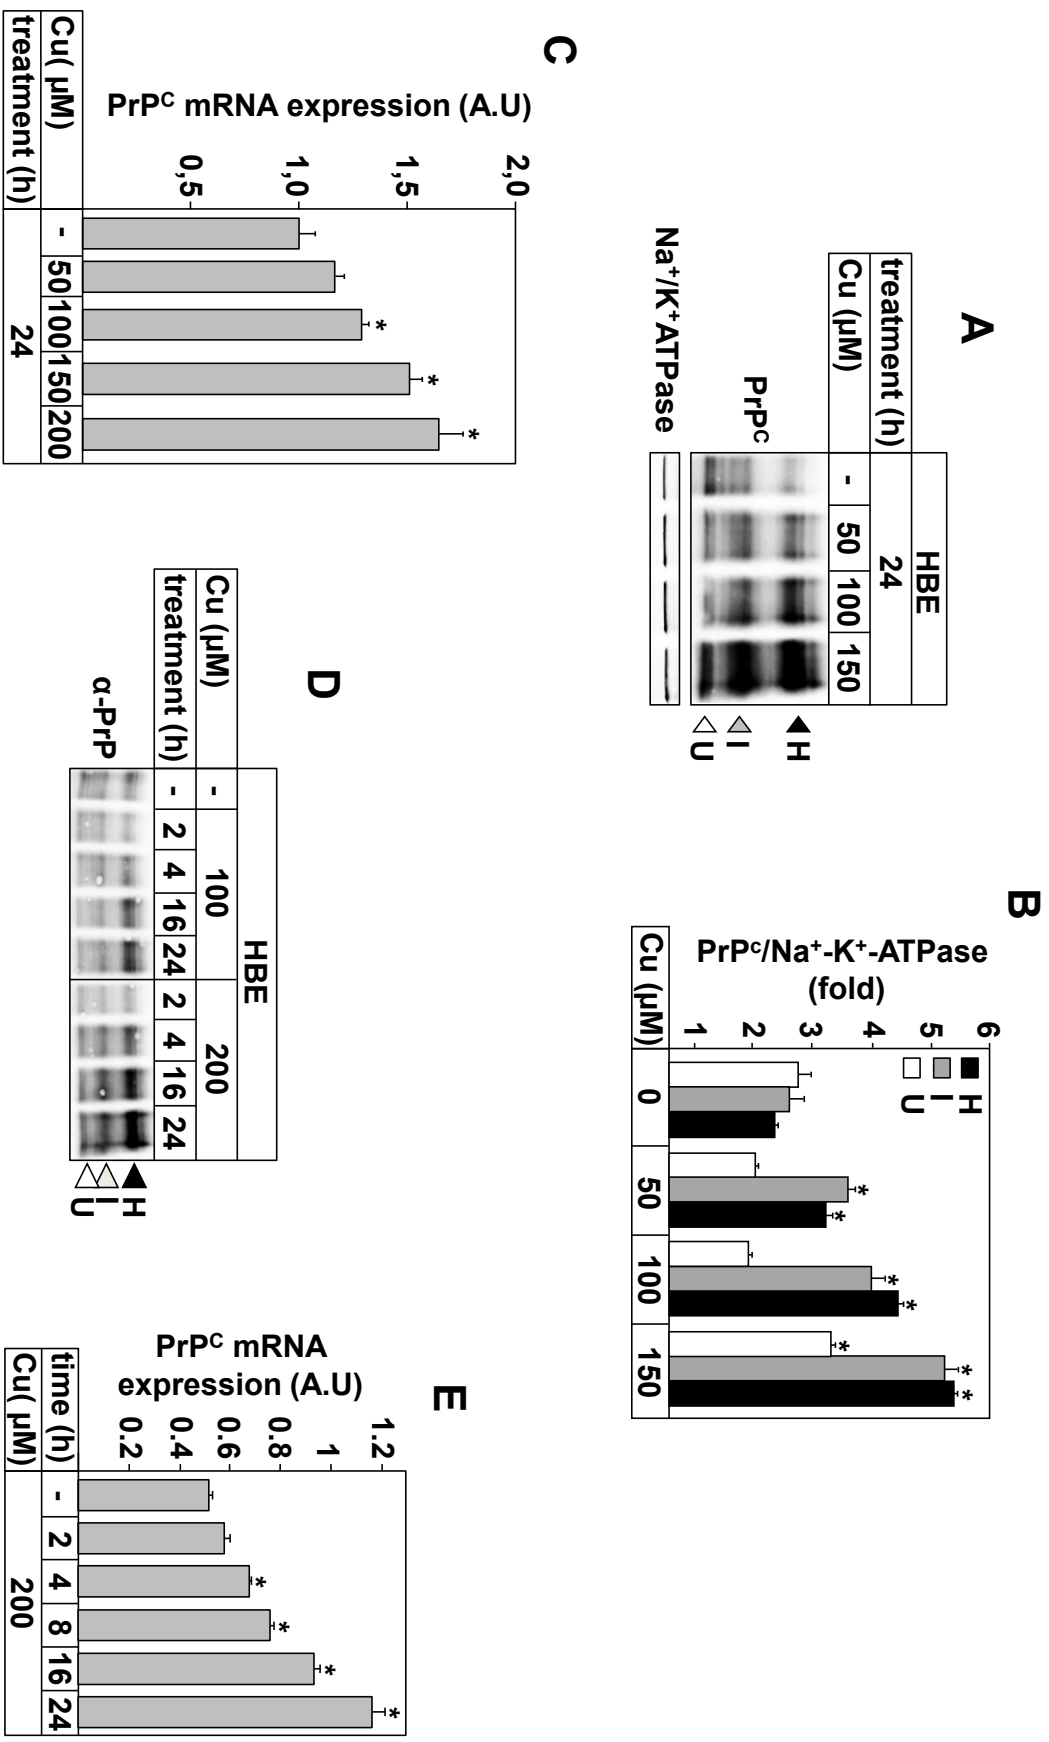 A
HBE
treatment (h) 24
Cu (µM) - 50 100 150
PrPᶜ
H
I
U
Na⁺/K⁺ATPase
B
PrPᶜ/Na⁺-K⁺-ATPase
(fold)
6
5
4
3
2
1
H
I
U
* * * * * * *
Cu (µM) 0 50 100 150
C
PrPᶜ mRNA expression (A.U)
2,0
1,5
1,0
0,5
* * *
Cu( µM) - 50 100 150 200
treatment (h) 24
D
HBE
Cu (µM) - 100 200
treatment (h) - 2 4 16 24 2 4 16 24
α-PrP
H
I
U
E
PrPᶜ mRNA
expression (A.U)
1.2
1
0.8
0.6
0.4
0.2
* * * *
time (h) - 2 4 8 16 24
Cu( µM) 200